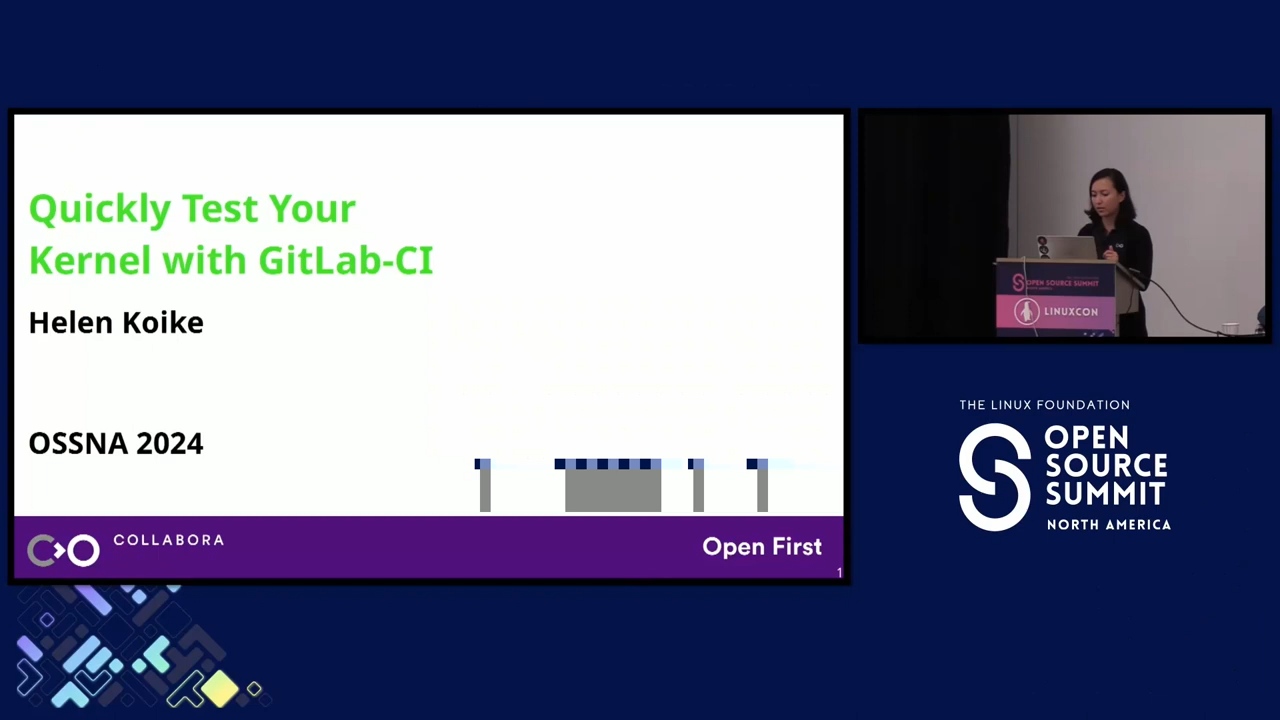 Quickly Test Your
Kernel with GitLab-CI
Helen Koike
OSSNA 2024
COLLABORA
Open First
1
OPEN SOURCE SUMMIT
LINUXCON
THE LINUX FOUNDATION
OPEN
SOURCE
SUMMIT
NORTH AMERICA